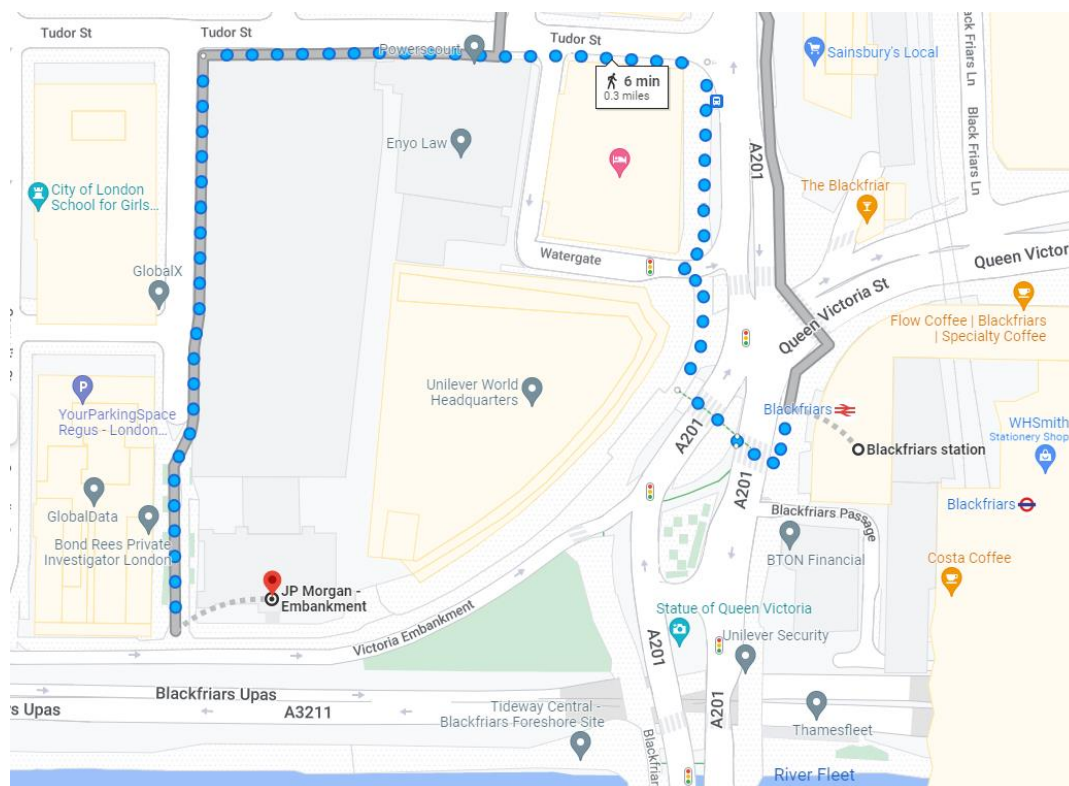 Tudor St
Tudor St
Tudor St
Powerscourt
6 min
0.3 miles
Sainsbury's Local
Black Friars Ln
Black Friars Ln
Enyo Law
A201
The Blackfriar
City of London
School for Girls...
Watergate
Queen Victor
GlobalX
Queen Victoria St
Flow Coffee | Blackfriars
| Specialty Coffee
Unilever World
Headquarters
P
YourParkingSpace
Regus - London...
Blackfriars
WHSmith
Stationery Shop
A201
Blackfriars station
A201
GlobalData
Blackfriars
Blackfriars Passage
Bond Rees Private
Investigator London
BTON Financial
Costa Coffee
JP Morgan -
Embankment
Victoria Embankment
Statue of Queen Victoria
Unilever Security
A201
Blackfriars Upas
rs Upas
A3211
A201
Tideway Central -
Blackfriars Foreshore Site
Thamesfleet
Blackfriar
River Fleet